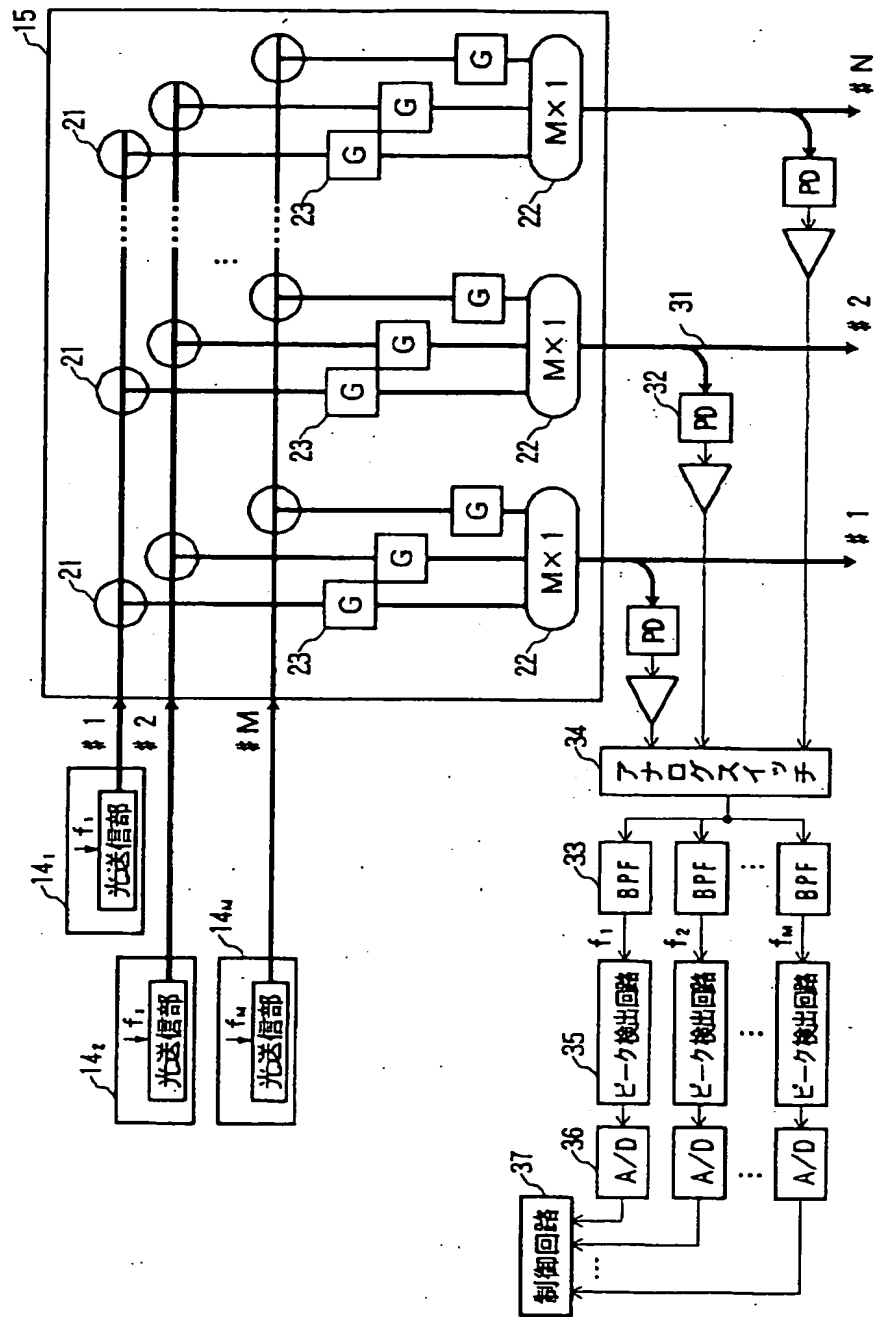 15
21
21
21
G
G
G
G
G
G
G
G
G
23
23
23
M×1
M×1
M×1
22
22
22
#1
#2
#M
14₁
f₁
光送信部
14₂
f₁
光送信部
14M
fM
光送信部
#1
#2
#N
31
32
PD
PD
PD
34
アナログスイッチ
33
BPF
BPF
BPF
f₁
f₂
fM
35
ピーク検出回路
ピーク検出回路
ピーク検出回路
36
A/D
A/D
A/D
37
制御回路